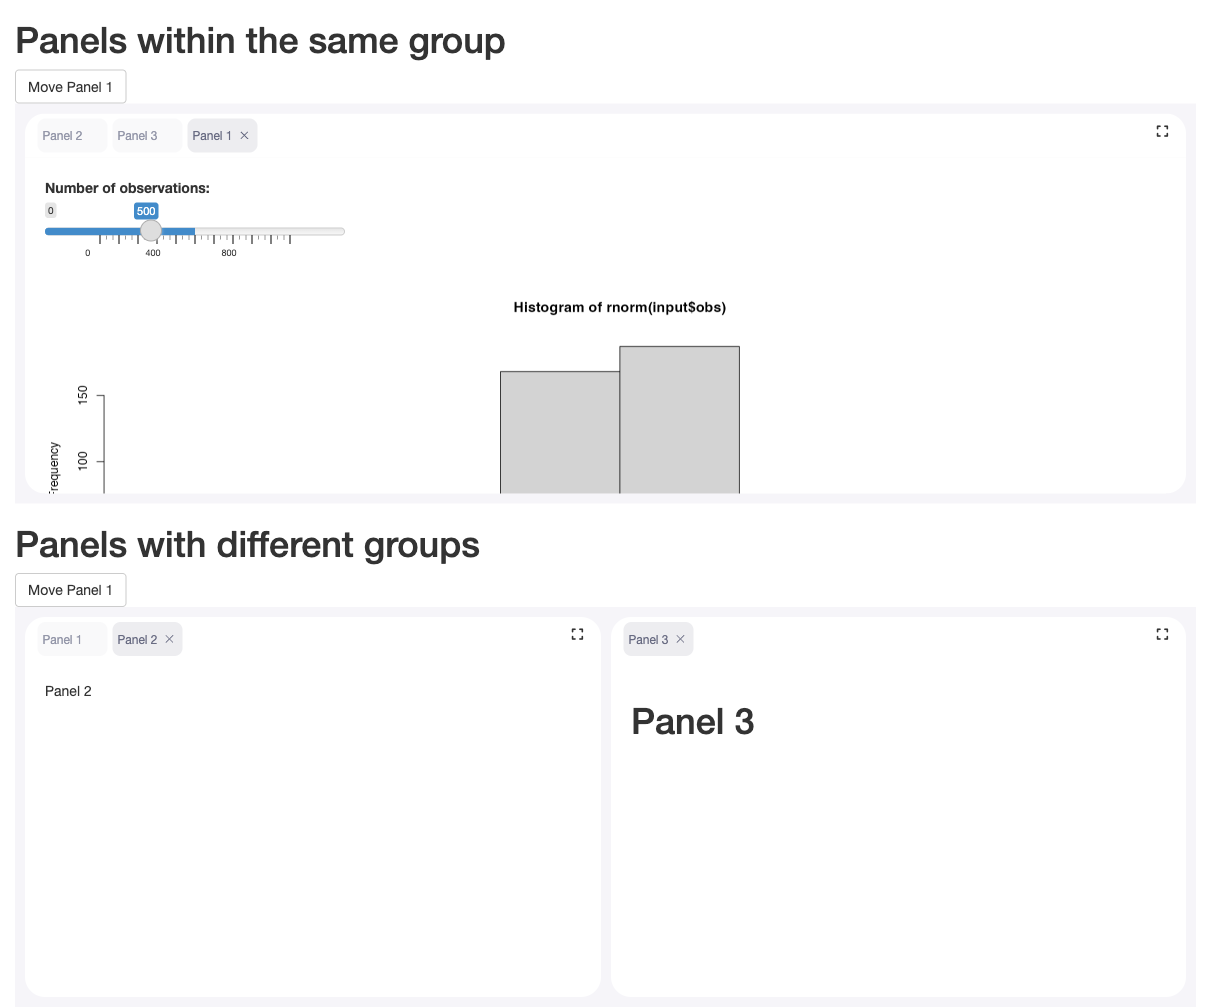 Panels within the same group
Move Panel 1
Panel 2 Panel 3 Panel 1
Number of observations:
0 500
0 400 800
Histogram of rnorm(input$obs)
150
100
Frequency
Panels with different groups
Move Panel 1
Panel 1 Panel 2
Panel 3
Panel 2
Panel 3